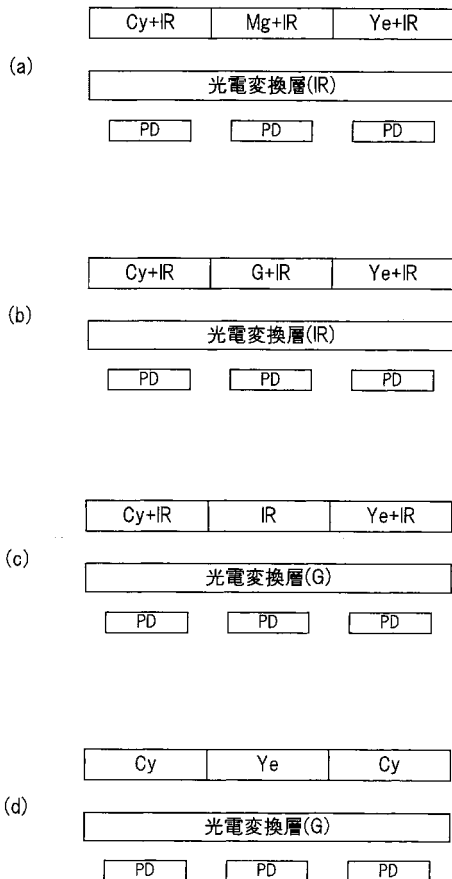 Cy+IR Mg+IR Ye+IR
(a)
光電変換層(IR)
PD PD PD
Cy+IR G+IR Ye+IR
(b)
光電変換層(IR)
PD PD PD
Cy+IR IR Ye+IR
(c)
光電変換層(G)
PD PD PD
Cy Ye Cy
(d)
光電変換層(G)
PD PD PD